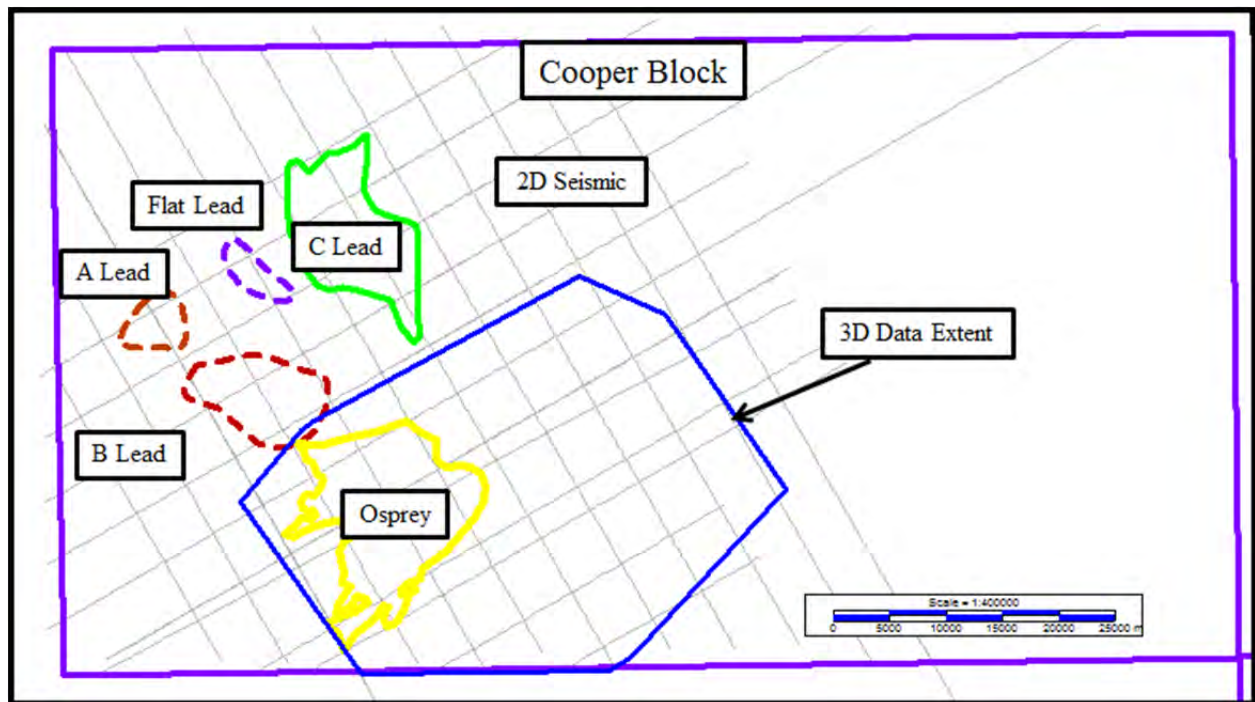 Cooper Block
2D Seismic
Flat Lead
C Lead
A Lead
3D Data Extent
B Lead
Osprey
Scale = 1:400000
0 5000 10000 15000 20000 25000 m